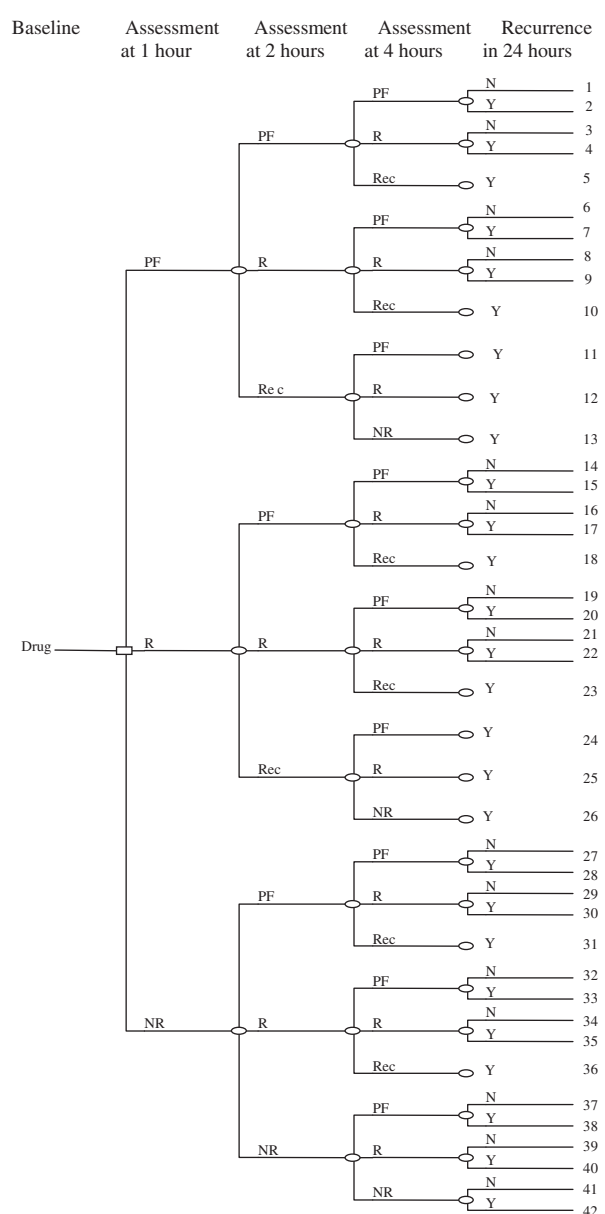 Baseline Assessment Assessment Assessment Recurrence
at 1 hour at 2 hours at 4 hours in 24 hours
N 1
PF Y 2
PF R N 3
Y 4
Rec Y 5
N 6
PF Y 7
PF R R N 8
Y 9
Rec Y 10
PF Y 11
Re c R Y 12
NR Y 13
N 14
PF Y 15
PF R N 16
Y 17
Rec Y 18
N 19
PF Y 20
Drug R R R N 21
Y 22
Rec Y 23
PF Y 24
Rec R Y 25
NR Y 26
N 27
PF Y 28
PF R N 29
Y 30
Rec Y 31
N 32
PF Y 33
NR R R N 34
Y 35
Rec Y 36
N 37
PF Y 38
NR R N 39
Y 40
NR N 41
Y 42